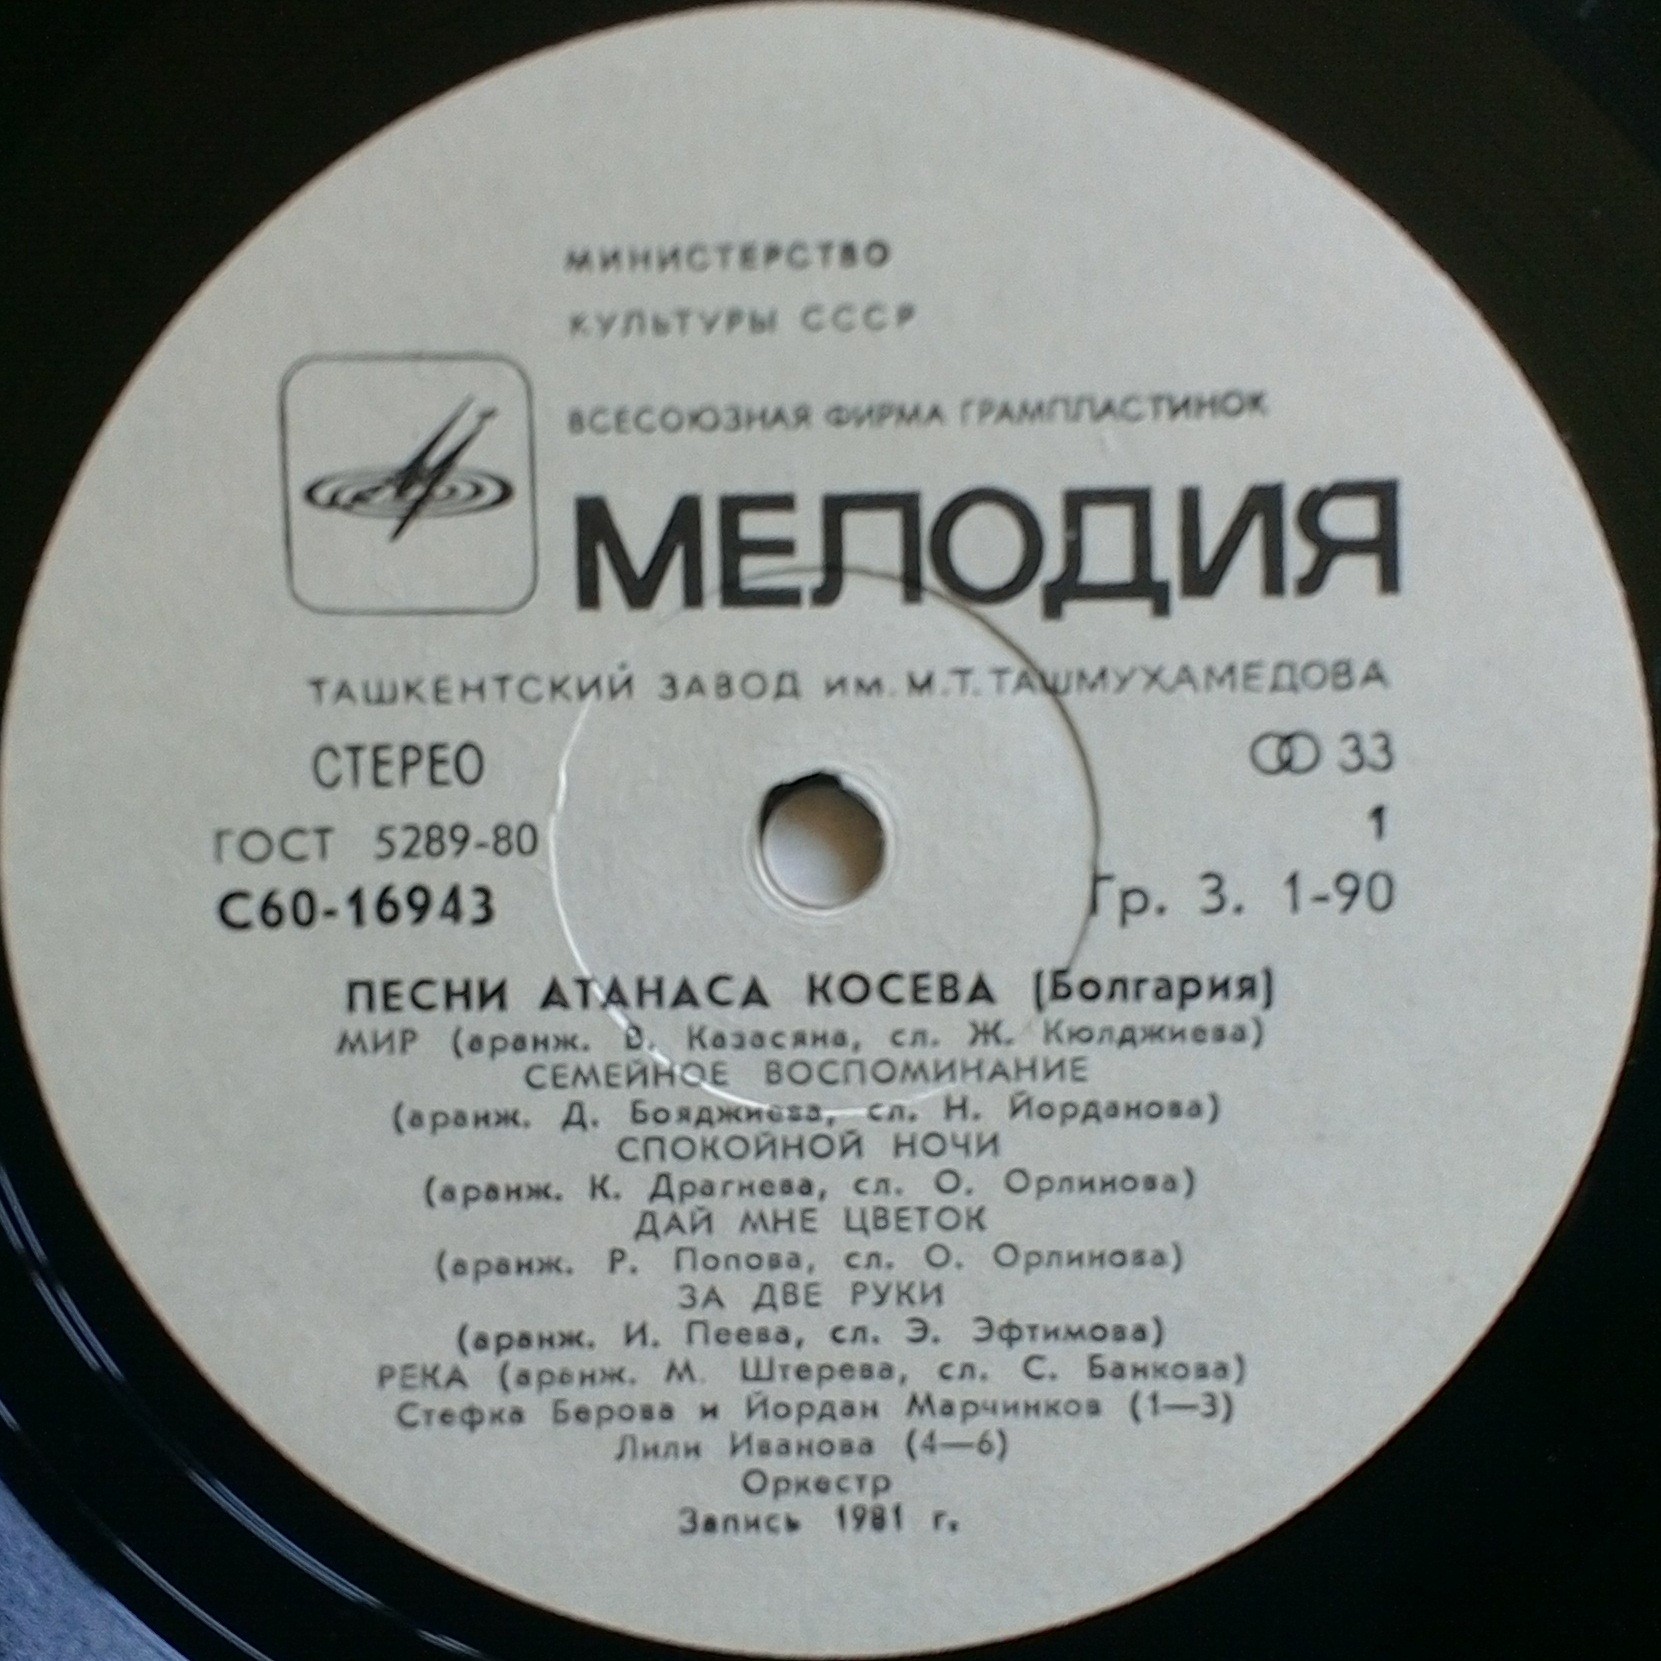 МИНИСТЕРСТВО
КУЛЬТУРЫ СССР
ВСЕСОЮЗНАЯ ФИРМА ГРАМПЛАСТИНОК
МЕЛОДИЯ
ТАШКЕНТСКИЙ ЗАВОД им. М.Т. ТАШМУХАМЕДОВА
СТЕРЕО 33
1
ГОСТ 5289-80
С60-16943 Гр. 3. 1-90
ПЕСНИ АТАНАСА КОСЕВА (Болгария)
МИР (аранж. В. Казасяна, сл. Ж. Кюлджиева)
СЕМЕЙНОЕ ВОСПОМИНАНИЕ
(аранж. Д. Бояджиева, сл. Н. Йорданова)
СПОКОЙНОЙ НОЧИ
(аранж. К. Драгнева, сл. О. Орлинова)
ДАЙ МНЕ ЦВЕТОК
(аранж. Р. Попова, сл. О. Орлинова)
ЗА ДВЕ РУКИ
(аранж. И. Пеева, сл. Э. Эфтимова)
РЕКА (аранж. М. Штерева, сл. С. Банкова)
Стефка Берова и Йордан Марчинков (1—3)
Лили Иванова (4—6)
Оркестр
Запись 1981 г.